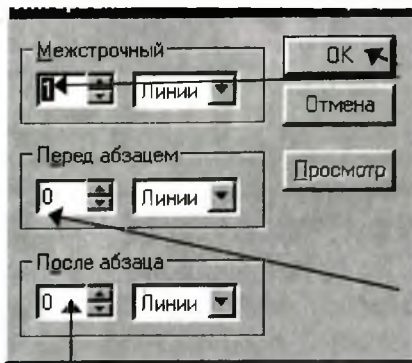 Межстрочный
1 Линии
OK
Отмена
Перед абзацем
0 Линии
Просмотр
После абзаца
0 Линии